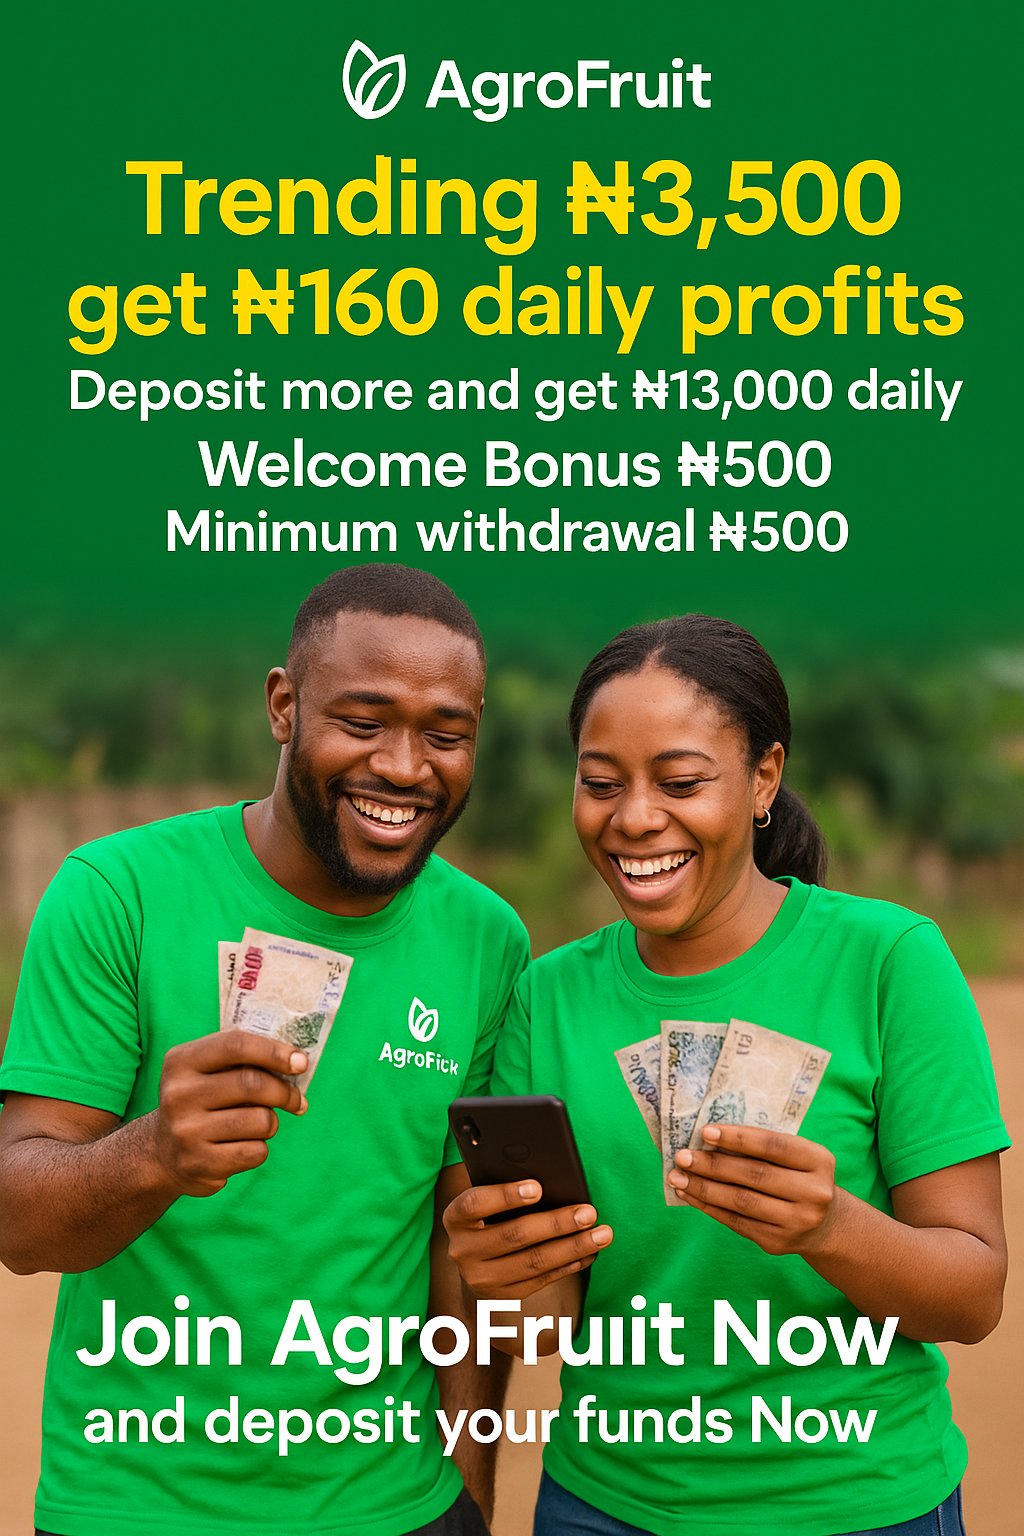 AgroFruit
Trending ₦3,500
get ₦160 daily profits
Deposit more and get ₦13,000 daily
Welcome Bonus ₦500
Minimum withdrawal ₦500
AgroFick
Join AgroFruıit Now
and deposit your funds Now